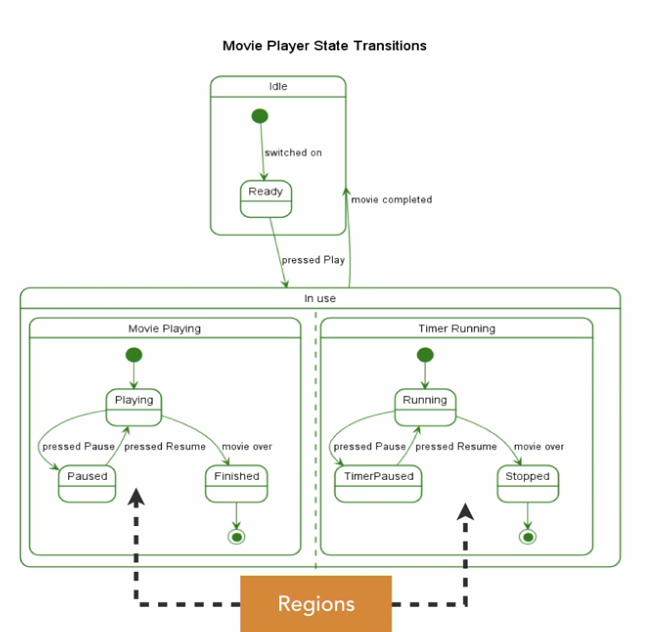 Movie Player State Transitions
Idle
switched on
Ready
movie completed
pressed Play
In use
Movie Playing
Timer Running
Playing
Running
pressed Pause
pressed Resume
movie over
pressed Pause
pressed Resume
movie over
Paused
Finished
TimerPaused
Stopped
Regions